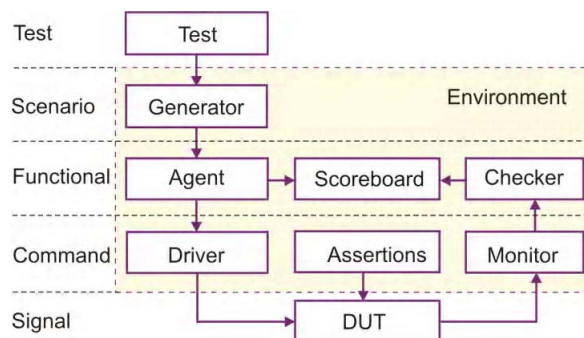 Test
Test
Scenario
Generator
Environment
Functional
Agent
Scoreboard
Checker
Command
Driver
Assertions
Monitor
Signal
DUT